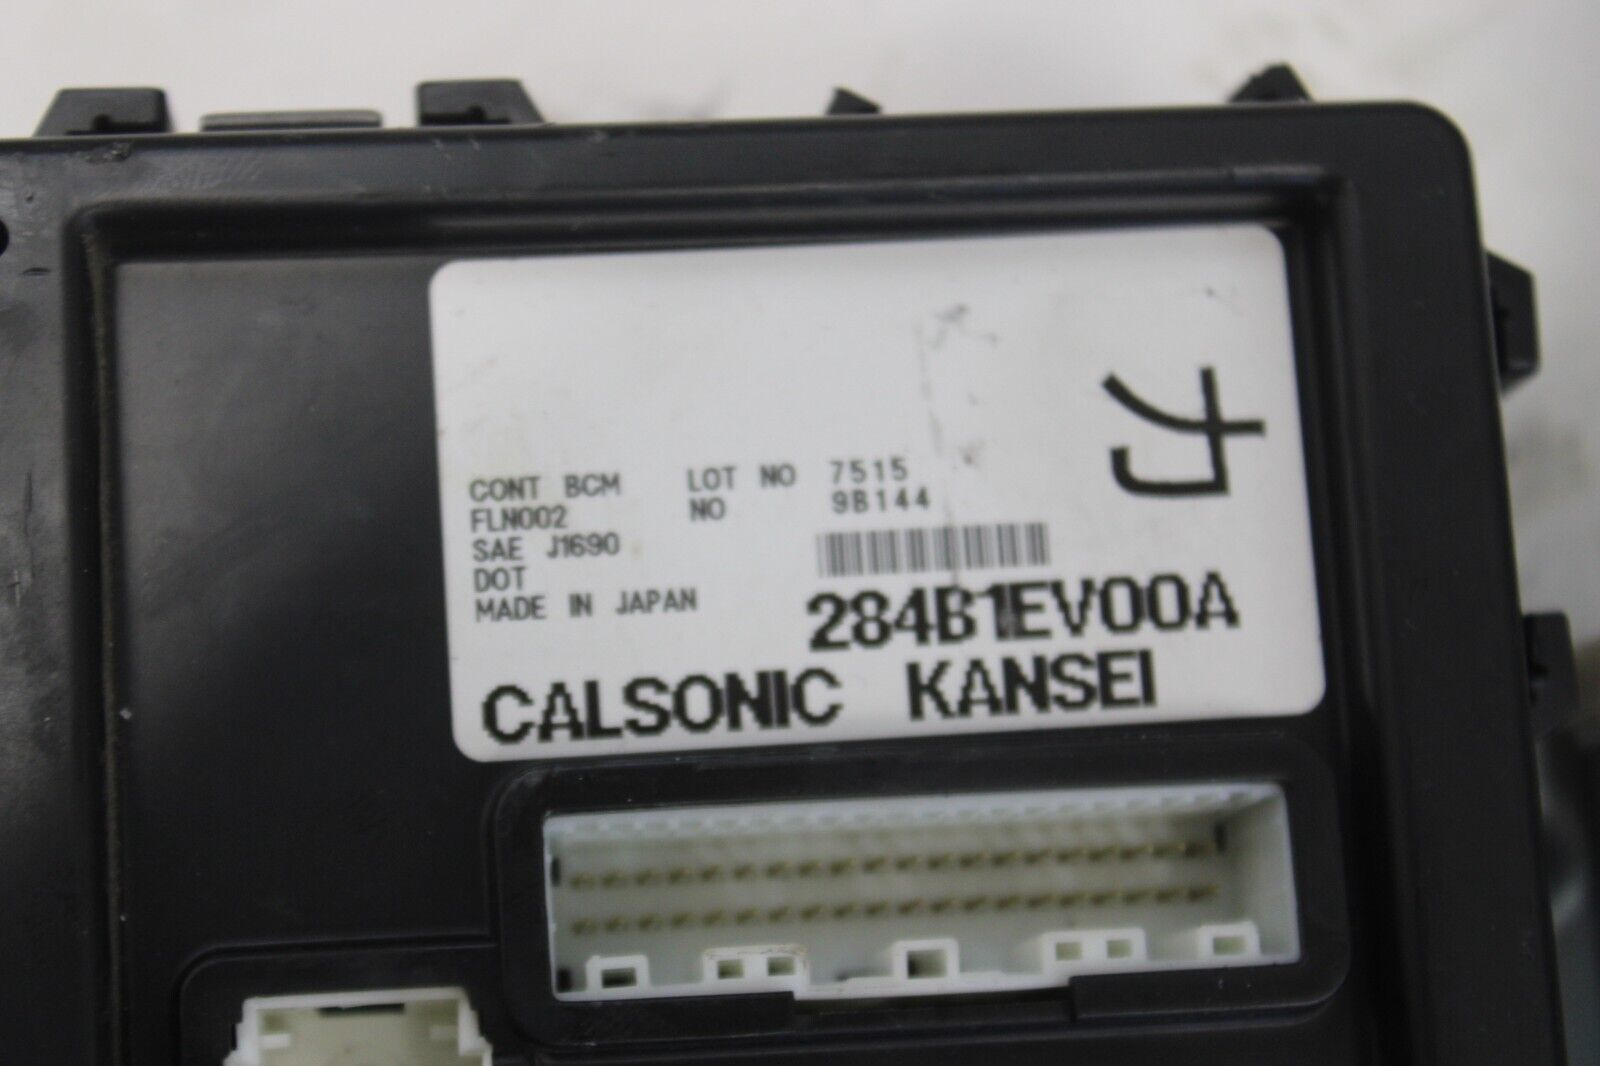 カ
CONT BCM LOT NO 7515
FLN002 NO 9B144
SAE J1690
DOT
MADE IN JAPAN
284B1EV00A
CALSONIC KANSEI